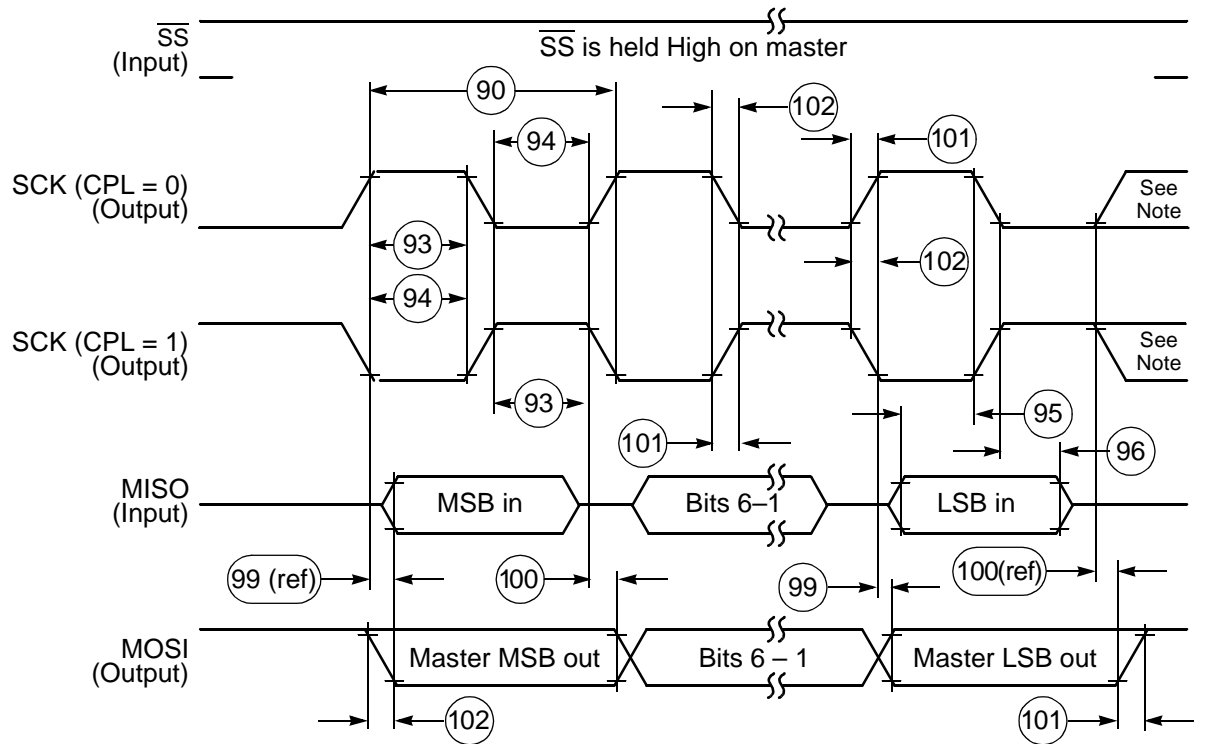 SS
(Input)
SS is held High on master
90
102
94
101
SCK (CPL = 0)
(Output)
See
Note
93
102
94
SCK (CPL = 1)
(Output)
See
Note
93
95
101
96
MISO
(Input)
MSB in
Bits 6–1
LSB in
99 (ref)
100
99
100(ref)
MOSI
(Output)
Master MSB out
Bits 6 – 1
Master LSB out
102
101